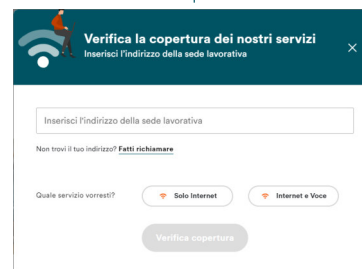 Verifica la copertura dei nostri servizi
Inserisci l'indirizzo della sede lavorativa
Inserisci l'indirizzo della sede lavorativa
Non trovi il tuo indirizzo? Fatti richiamare
Quale servizio vorresti? Solo Internet Internet e Voce
Verifica copertura